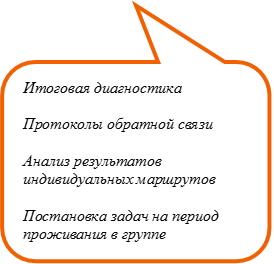 Итоговая диагностика
Протоколы обратной связи
Анализ результатов
индивидуальных маршрутов
Постановка задач на период
проживания в группе